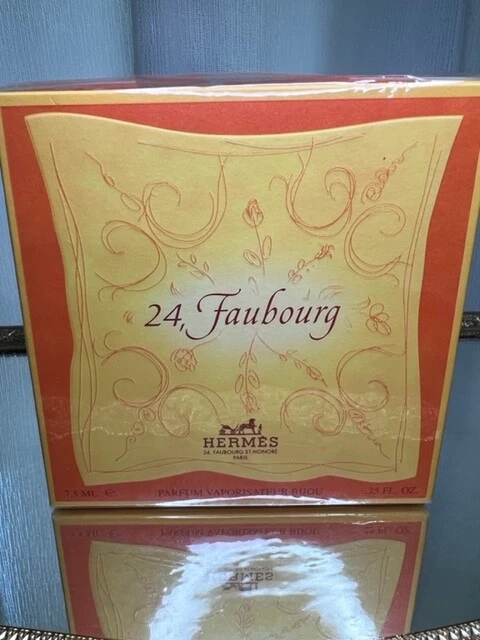 24, Faubourg
HERMÈS
24, FAUBOURG ST-HONORÉ
PARIS
7.5 ML ℮ PARFUM VAPORISATEUR BIJOU .25 FL. OZ.